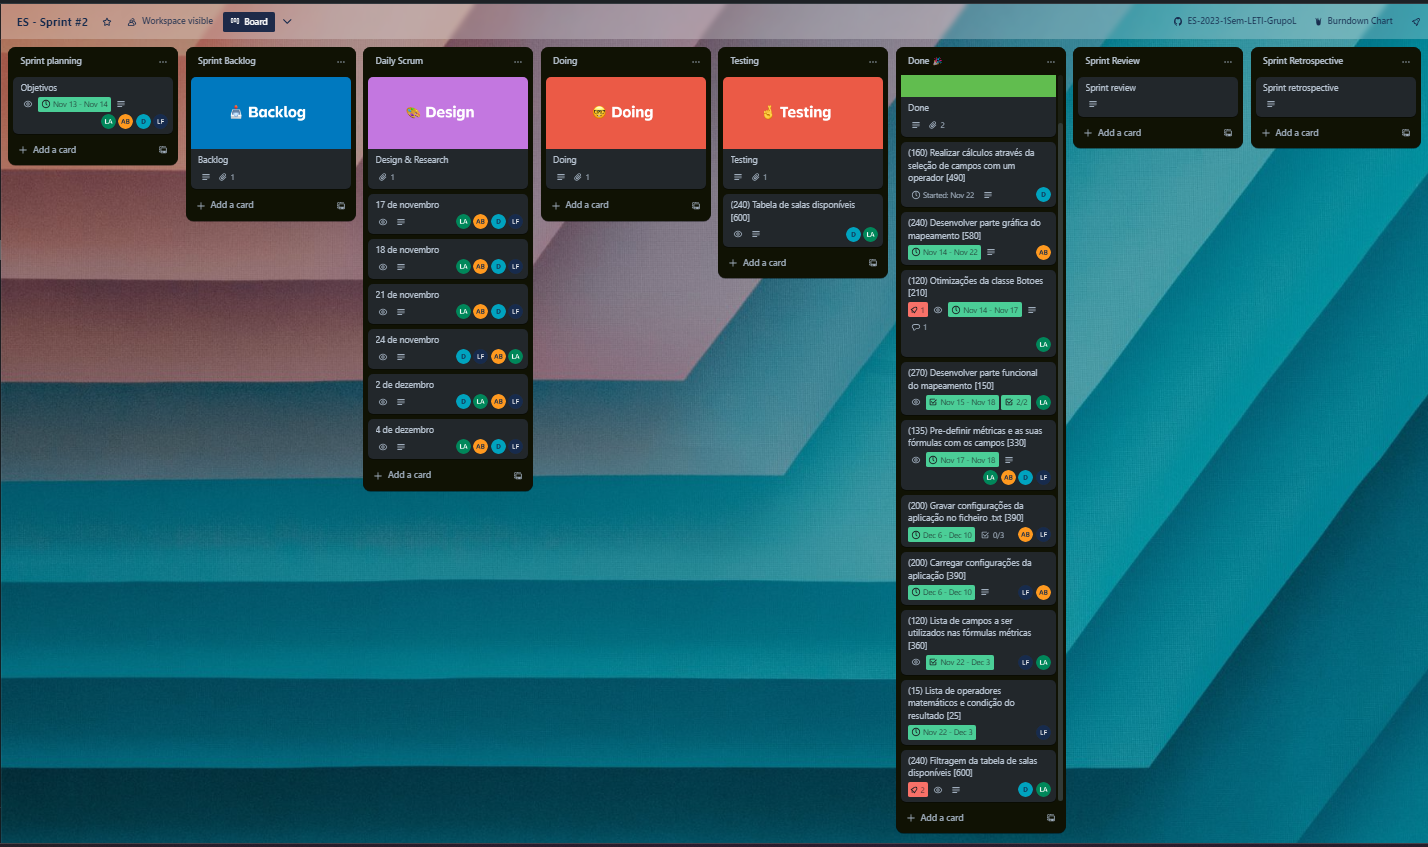 ES - Sprint #2
Workspace visible
Board
ES-2023-1Sem-LETI-GrupoL
Burndown Chart
Sprint planning
Objetivos
Nov 13 - Nov 14
LA AB D LF
Add a card
Sprint Backlog
Backlog
Backlog
1
Add a card
Daily Scrum
Design
Design & Research
1
17 de novembro
LA AB D LF
18 de novembro
LA AB D LF
21 de novembro
LA AB D LF
24 de novembro
D LF AB LA
2 de dezembro
D LA AB LF
4 de dezembro
LA AB D LF
Add a card
Doing
Doing
Doing
1
Add a card
Testing
Testing
Testing
1
(240) Tabela de salas disponíveis
[600]
D LA
Add a card
Done
Done
2
(160) Realizar cálculos através da
seleção de campos com um
operador [490]
Started: Nov 22
D
(240) Desenvolver parte gráfica do
mapeamento [580]
Nov 14 - Nov 22
AB
(120) Otimizações da classe Botoes
[210]
1 Nov 14 - Nov 17
1
LA
(270) Desenvolver parte funcional
do mapeamento [150]
Nov 15 - Nov 18 2/2 LA
(135) Pre-definir métricas e as suas
fórmulas com os campos [330]
Nov 17 - Nov 18
LA AB D LF
(200) Gravar configurações da
aplicação no ficheiro .txt [390]
Dec 6 - Dec 10 0/3 AB LF
(200) Carregar configurações da
aplicação [390]
Dec 6 - Dec 10 LF AB
(120) Lista de campos a ser
utilizados nas fórmulas métricas
[360]
Nov 22 - Dec 3 LF LA
(15) Lista de operadores
matemáticos e condição do
resultado [25]
Nov 22 - Dec 3 LF
(240) Filtragem da tabela de salas
disponíveis [600]
2 D LA
Add a card
Sprint Review
Sprint review
Add a card
Sprint Retrospective
Sprint retrospective
Add a card